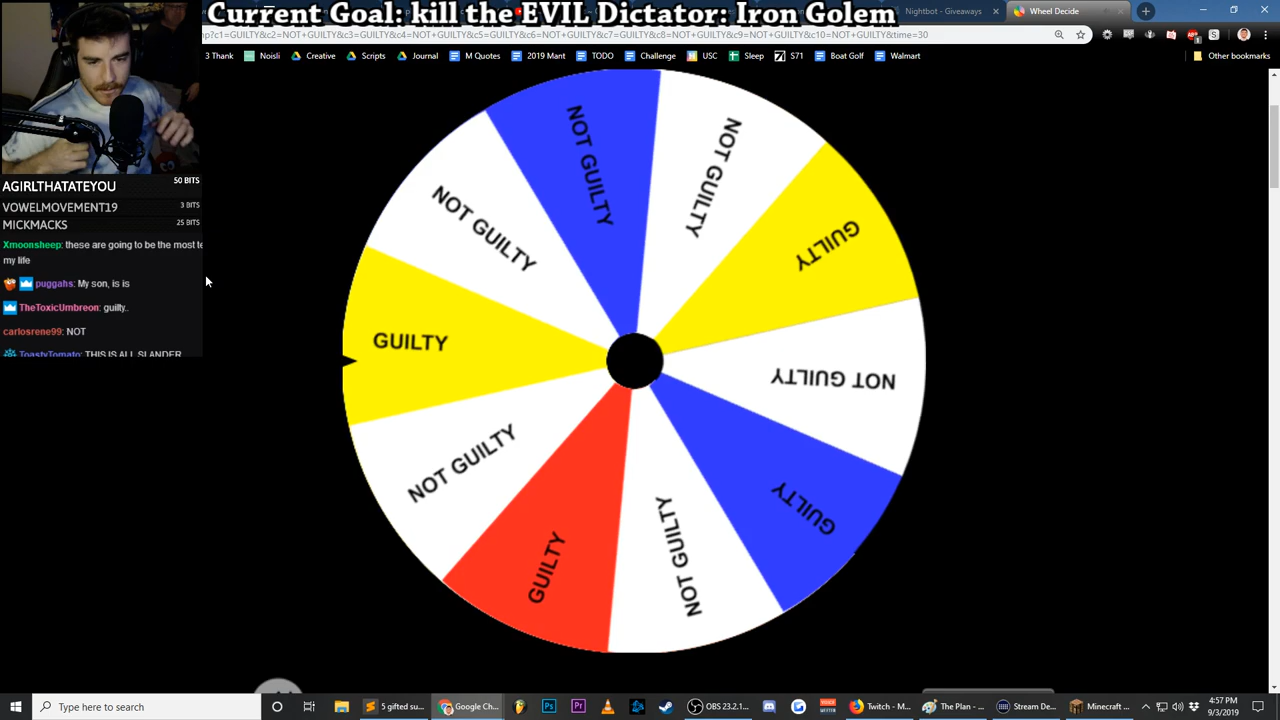 Current Goal: kill the EVIL Dictator: Iron Golem
Nightbot - Giveaways
Wheel Decide
p?c1=GUILTY&c2=NOT+GUILTY&c3=GUILTY&c4=NOT+GUILTY&c5=GUILTY&c6=NOT+GUILTY&c7=GUILTY&c8=NOT+GUILTY&c9=NOT+GUILTY&c10=NOT+GUILTY&time=30
3 Thank
Noisli
Creative
Scripts
Journal
M Quotes
2019 Mant
TODO
Challenge
USC
Sleep
S71
Boat Golf
Walmart
Other bookmarks
AGIRLTHATATEYOU 50 BITS
VOWELMOVEMENT19 3 BITS
MICKMACKS 25 BITS
Xmoonsheep: these are going to be the most te
my life
puggahs: My son, is is
TheToxicUmbreon: guilty..
carlosrene99: NOT
ToastyTomato: THIS IS ALL SLANDER
NOT GUILTY
NOT GUILTY
GUILTY
NOT GUILTY
GUILTY
NOT GUILTY
GUILTY
NOT GUILTY
GUILTY
NOT GUILTY
Type here to search
5 gifted su...
Google Ch...
OBS 23.2.1...
Twitch - M...
The Plan - ...
Stream De...
Minecraft ...
4:57 PM
9/3/2019